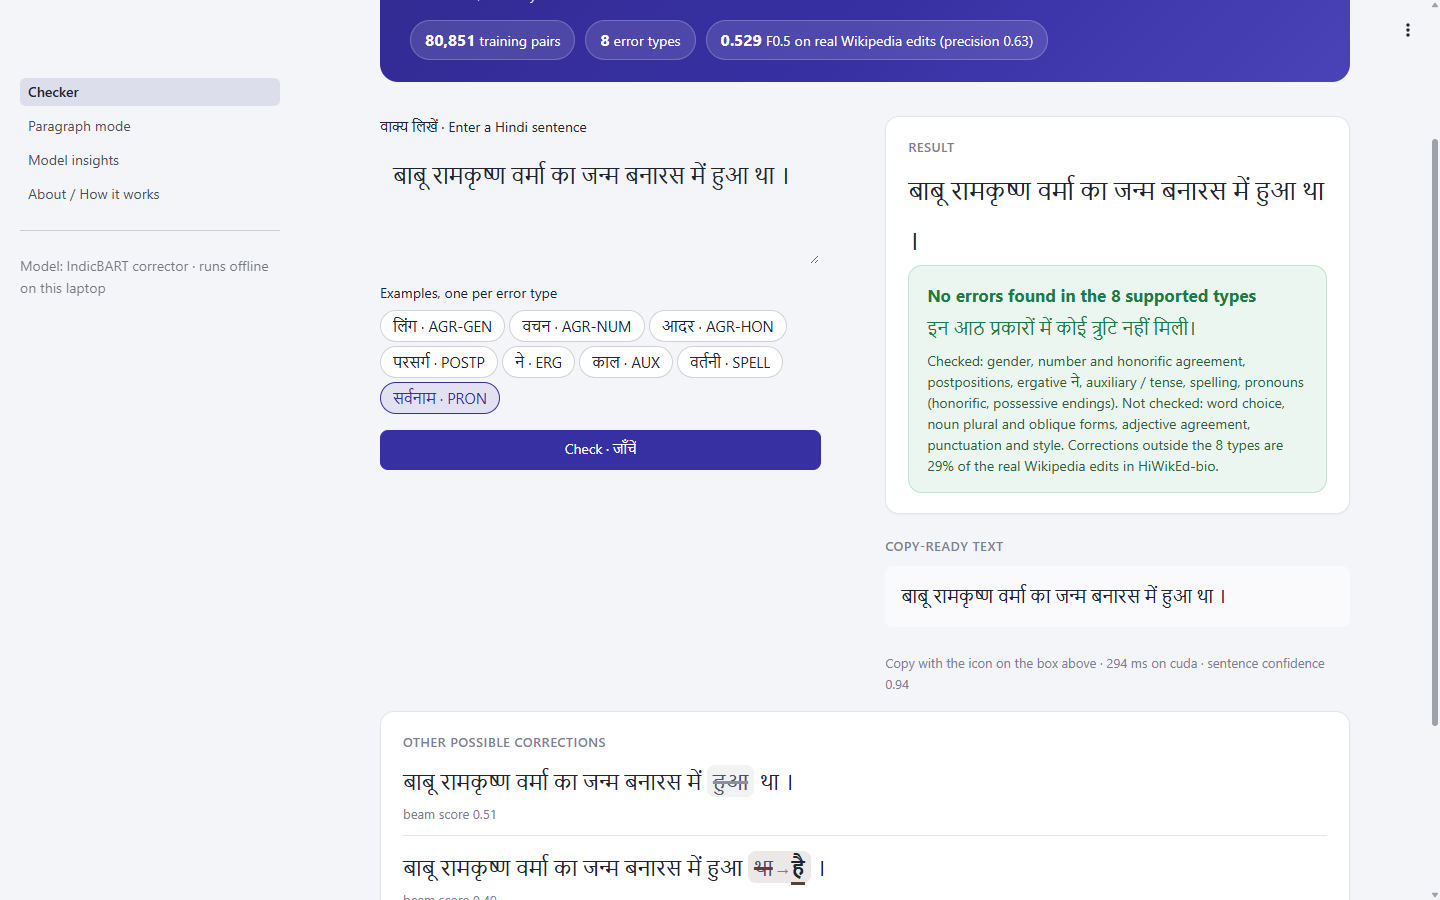 80,851 training pairs
8 error types
0.529 F0.5 on real Wikipedia edits (precision 0.63)
Checker
Paragraph mode
Model insights
About / How it works
Model: IndicBART corrector · runs offline
on this laptop
वाक्य लिखें · Enter a Hindi sentence
बाबू रामकृष्ण वर्मा का जन्म बनारस में हुआ था ।
Examples, one per error type
लिंग · AGR-GEN
वचन · AGR-NUM
आदर · AGR-HON
परसर्ग · POSTP
ने · ERG
काल · AUX
वर्तनी · SPELL
सर्वनाम · PRON
Check · जाँचें
RESULT
बाबू रामकृष्ण वर्मा का जन्म बनारस में हुआ था
।
No errors found in the 8 supported types
इन आठ प्रकारों में कोई त्रुटि नहीं मिली।
Checked: gender, number and honorific agreement,
postpositions, ergative ने, auxiliary / tense, spelling, pronouns
(honorific, possessive endings). Not checked: word choice,
noun plural and oblique forms, adjective agreement,
punctuation and style. Corrections outside the 8 types are
29% of the real Wikipedia edits in HiWikEd-bio.
COPY-READY TEXT
बाबू रामकृष्ण वर्मा का जन्म बनारस में हुआ था ।
Copy with the icon on the box above · 294 ms on cuda · sentence confidence
0.94
OTHER POSSIBLE CORRECTIONS
बाबू रामकृष्ण वर्मा का जन्म बनारस में हुआ था ।
beam score 0.51
बाबू रामकृष्ण वर्मा का जन्म बनारस में हुआ था→है ।
beam score